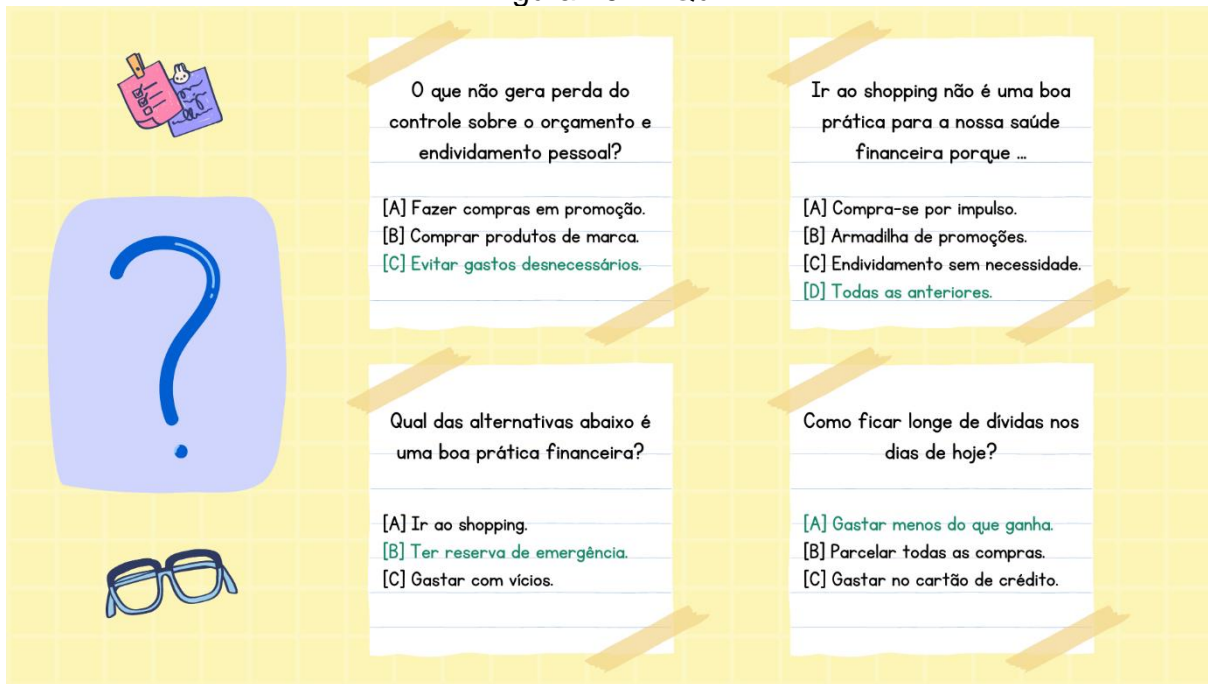 O que não gera perda do
controle sobre o orçamento e
endividamento pessoal?
[A] Fazer compras em promoção.
[B] Comprar produtos de marca.
[C] Evitar gastos desnecessários.
Ir ao shopping não é uma boa
prática para a nossa saúde
financeira porque ...
[A] Compra-se por impulso.
[B] Armadilha de promoções.
[C] Endividamento sem necessidade.
[D] Todas as anteriores.
Qual das alternativas abaixo é
uma boa prática financeira?
[A] Ir ao shopping.
[B] Ter reserva de emergência.
[C] Gastar com vícios.
Como ficar longe de dívidas nos
dias de hoje?
[A] Gastar menos do que ganha.
[B] Parcelar todas as compras.
[C] Gastar no cartão de crédito.